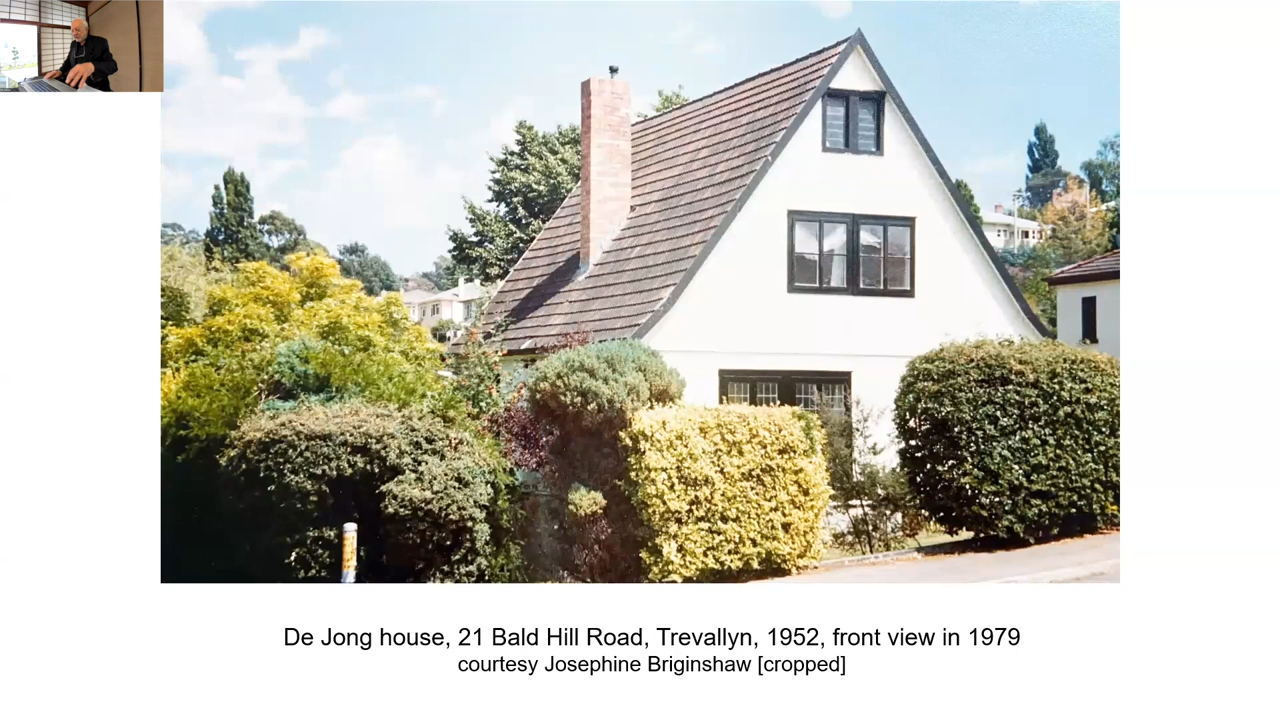 De Jong house, 21 Bald Hill Road, Trevallyn, 1952, front view in 1979
courtesy Josephine Briginshaw [cropped]